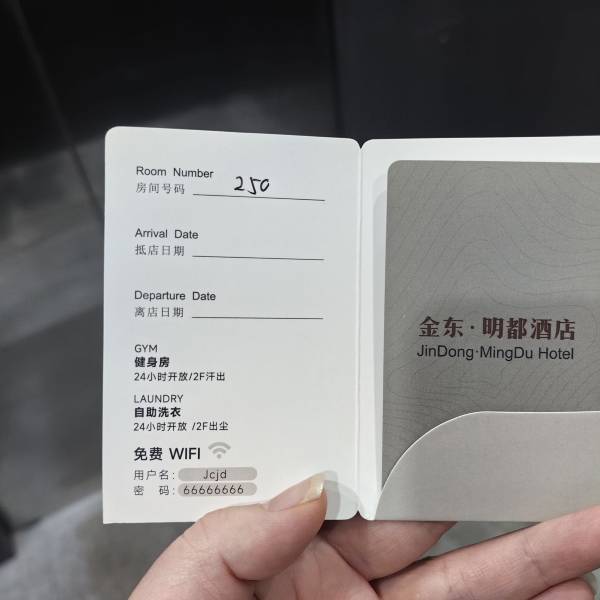 Room Number
房间号码 250
Arrival Date
抵店日期
Departure Date
离店日期
GYM
健身房
24小时开放/2F汗出
LAUNDRY
自助洗衣
24小时开放 /2F出尘
免费 WIFI
用户名: Jcjd
密 码: 66666666
金东·明都酒店
JinDong·MingDu Hotel